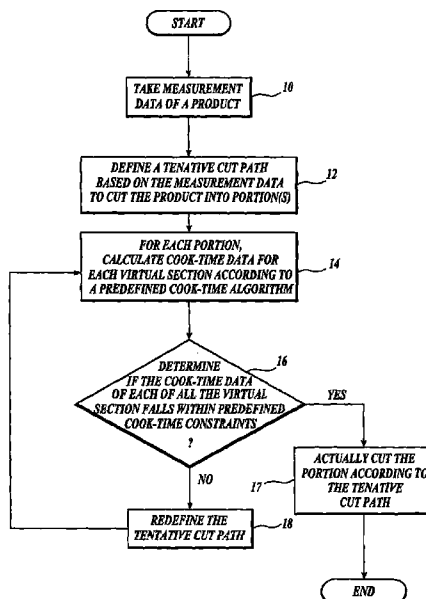 START
TAKE MEASUREMENT
DATA OF A PRODUCT
10
DEFINE A TENATIVE CUT PATH
BASED ON THE MEASUREMENT DATA
TO CUT THE PRODUCT INTO PORTION(S)
12
FOR EACH PORTION,
CALCULATE COOK-TIME DATA FOR
EACH VIRTUAL SECTION ACCORDING TO
A PREDEFINED COOK-TIME ALGORITHM
14
DETERMINE
IF THE COOK-TIME DATA
OF EACH OF ALL THE VIRTUAL
SECTION FALLS WITHIN PREDEFINED
COOK-TIME CONSTRAINTS
?
16
YES
ACTUALLY CUT THE
PORTION ACCORDING TO
THE TENATIVE
CUT PATH
17
NO
REDEFINE THE
TENTATIVE CUT PATH
18
END